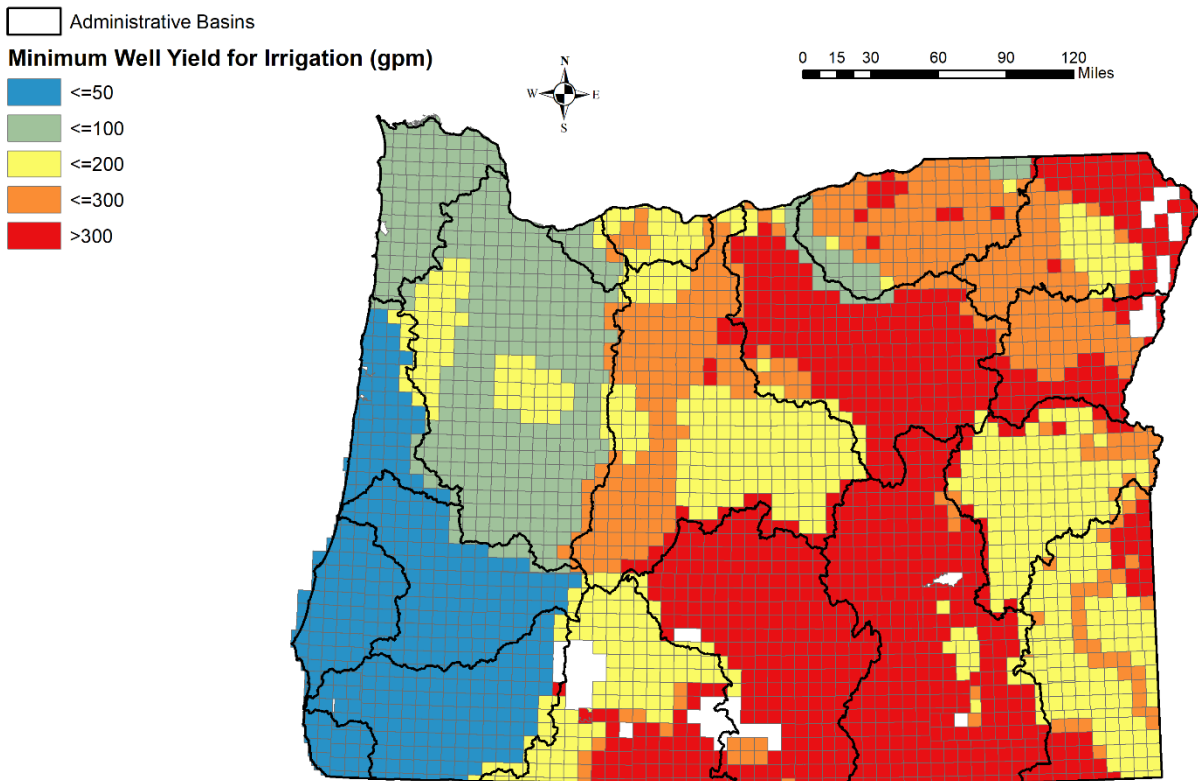 Administrative Basins
Minimum Well Yield for Irrigation (gpm)
<=50
<=100
<=200
<=300
>300
N
W E
S
0 15 30 60 90 120
Miles